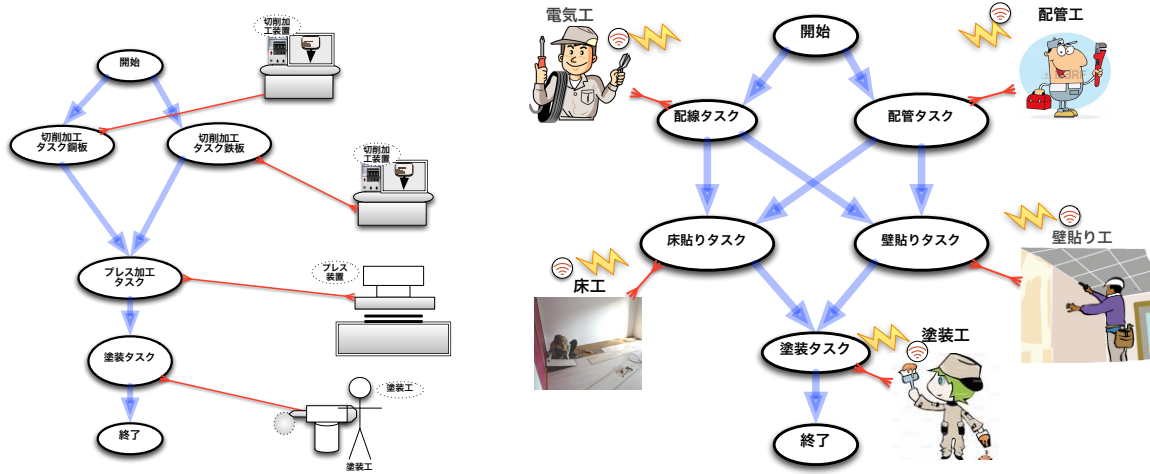 切削加
工装置
開始
切削加工
タスク銅板
切削加工
タスク鉄板
切削加
工装置
プレス加工
タスク
プレス
装置
塗装タスク
塗装工
終了
塗装工
電気工
開始
配管工
配線タスク
配管タスク
床貼りタスク
壁貼りタスク
壁貼り工
床工
塗装工
塗装タスク
終了